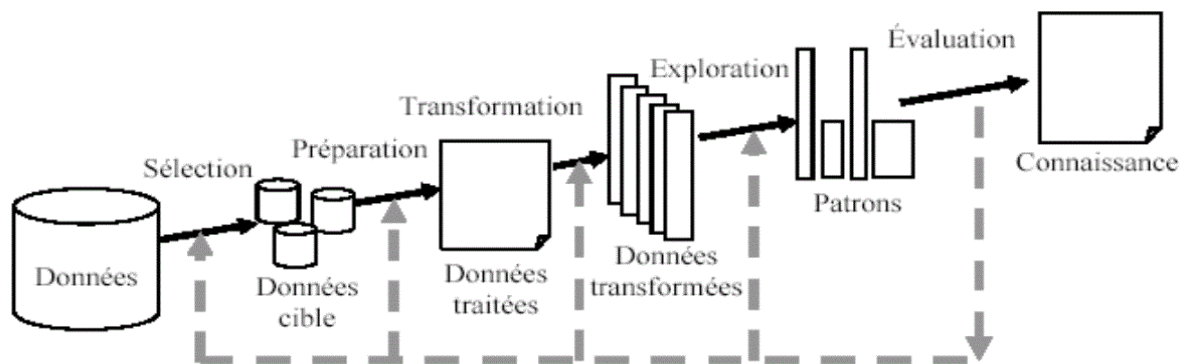 Données
Sélection
Données
cible
Préparation
Données
traitées
Transformation
Données
transformées
Exploration
Patrons
Évaluation
Connaissance